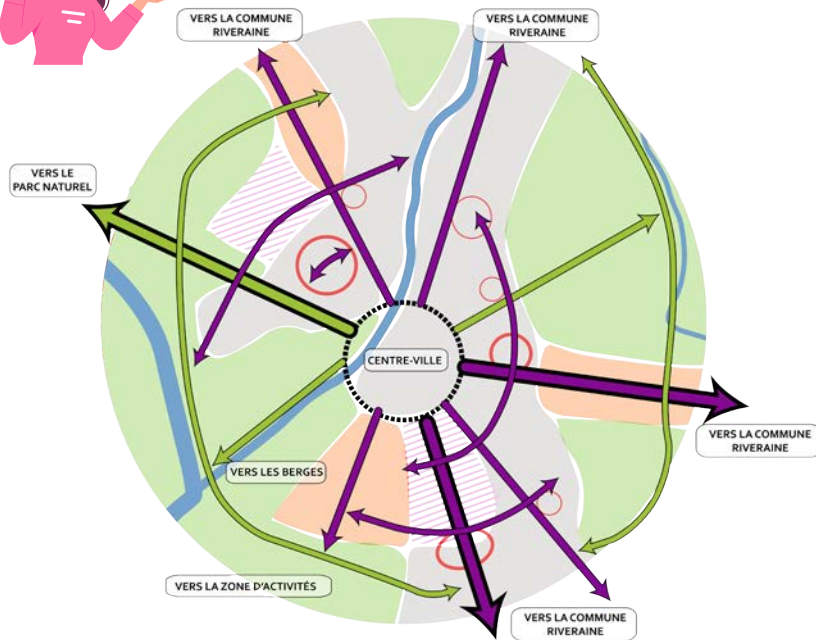 VERS LA COMMUNE
RIVERAINE
VERS LA COMMUNE
RIVERAINE
VERS LE
PARC NATUREL
CENTRE-VILLE
VERS LA COMMUNE
RIVERAINE
VERS LES BERGES
VERS LA ZONE D'ACTIVITÉS
VERS LA COMMUNE
RIVERAINE